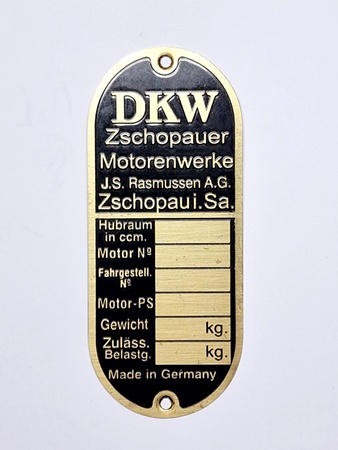 DKW
Zschopauer
Motorenwerke
J.S. Rasmussen A.G.
Zschopau i. Sa.
Hubraum
in ccm.
Motor Nº
Fahrgestell.
Nº
Motor-PS
Gewicht kg.
Zuläss.
Belastg. kg.
Made in Germany